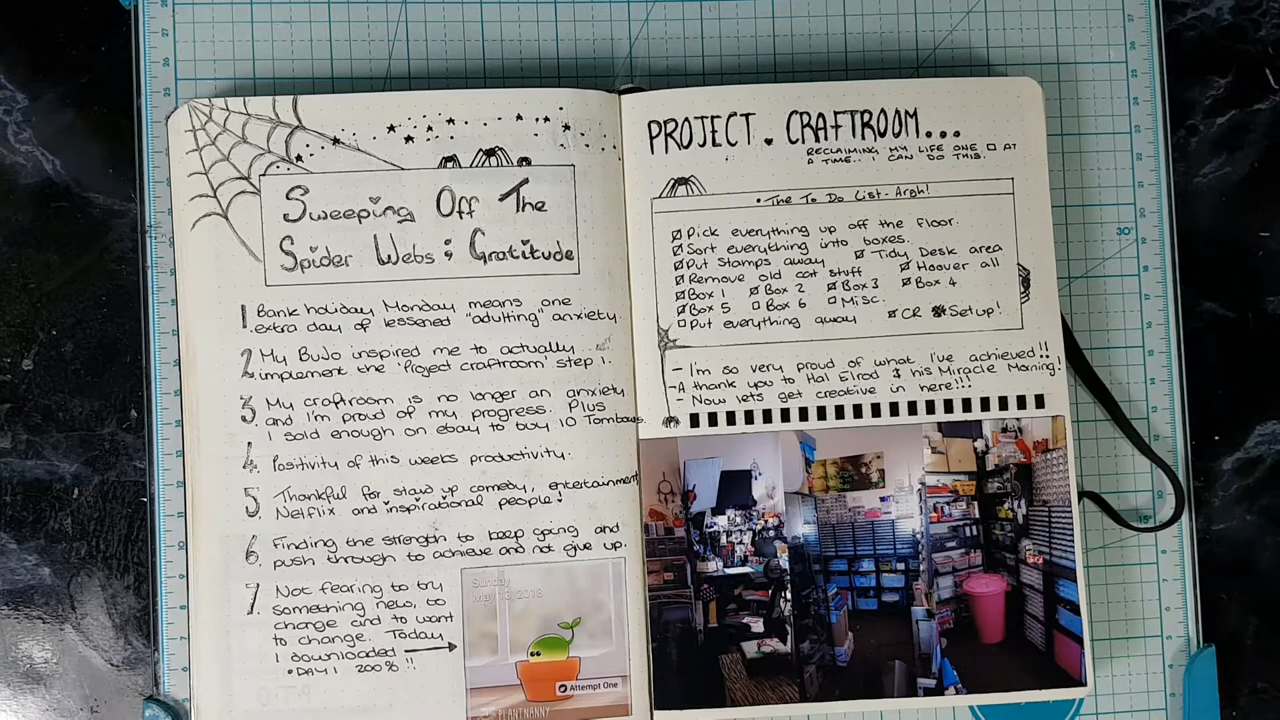 Sweeping Off The
Spider Webs & Gratitude
1. Bank holiday Monday means one
extra day of lessened "adulting" anxiety.
2. My BuJo inspired me to actually
implement the 'Project craftroom' step 1.
3. My craftroom is no longer an anxiety
and I'm proud of my progress. Plus
I sold enough on ebay to buy 10 Tombows.
4. Positivity of this weeks productivity.
5. Thankful for staw up comedy, entertainment
Netflix and inspirational people!
6. Finding the strength to keep going and
push through to achieve and not give up.
7. Not fearing to try
something new, to
change and to want
to change. Today
I downloaded
• DAY 1 200% !!
Sunday
May 13, 2018
Attempt One
PLANTNANNY
PROJECT. CRAFTROOM...
RECLAIMING MY LIFE ONE □ AT
A TIME.. I CAN DO THIS.
• The To Do List - Argh!
☑ Pick everything up off the floor.
☑ Sort everything into boxes.
☑ Put Stamps away ☑ Tidy Desk area
☑ Remove old cat stuff ☑ Hoover all
☑ Box 1 ☑ Box 2 ☑ Box 3 ☑ Box 4
☑ Box 5 □ Box 6 □ Misc.
□ Put everything away ☑ CR Setup!
- I'm so very proud of what I've achieved!!
- A thank you to Hal Elrod & his Miracle Morning!
- Now lets get creative in here!!!